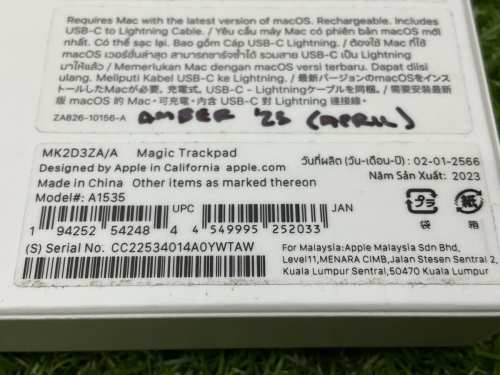 Requires Mac with the latest version of macOS. Rechargeable. Includes
USB-C to Lightning Cable. / Yêu cầu máy Mac có phiên bản macOS mới
nhất. Có thể sạc lại. Bao gồm Cáp USB-C Lightning. / ต้องใช้ Mac ที่ใช้
macOS เวอร์ชั่นล่าสุด สามารถชาร์จซ้ำได้ รวมสาย USB-C เป็น Lightning
มาให้แล้ว / Memerlukan Mac dengan macOS versi terbaru. Dapat diisi
ulang. Meliputi Kabel USB-C ke Lightning. / 最新バージョンのmacOSをインス
トールしたMacが必要。充電式。USB-C - Lightningケーブルを同梱。/ 需要安裝最新
版 macOS 的 Mac・可充電・內含 USB-C 對 Lightning 連接線。
ZA826-10156-A AMBER '25 (APRIL)
MK2D3ZA/A Magic Trackpad
Designed by Apple in California apple.com
Made in China Other items as marked thereon
Model#: A1535
วันที่ผลิต (วัน-เดือน-ปี) : 02-01-2566
Năm Sản Xuất: 2023
プラ 紙
袋 箱
UPC JAN
1 94252 54248 4 4 549995 252033
(S) Serial No. CC22534014A0YWTAW
For Malaysia:Apple Malaysia Sdn Bhd,
Level11,MENARA CIMB,Jalan Stesen Sentral 2,
Kuala Lumpur Sentral,50470 Kuala Lumpur